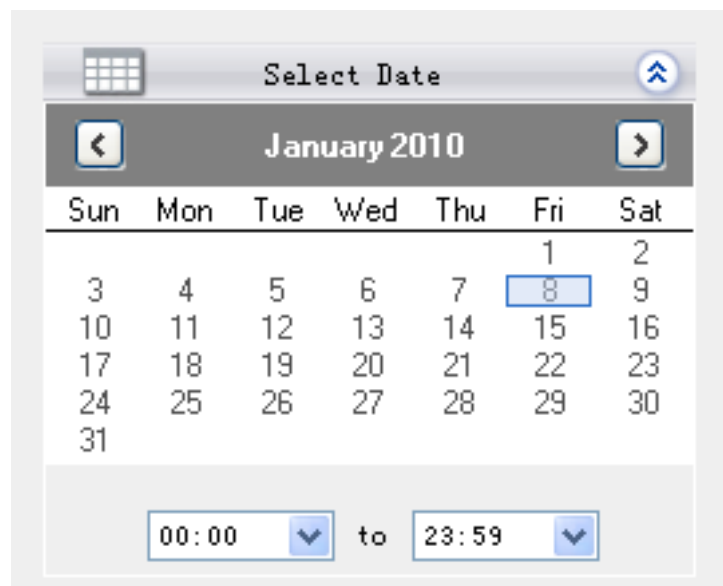 Select Date
January 2010
Sun Mon Tue Wed Thu Fri Sat
1 2
3 4 5 6 7 8 9
10 11 12 13 14 15 16
17 18 19 20 21 22 23
24 25 26 27 28 29 30
31
00:00 to 23:59